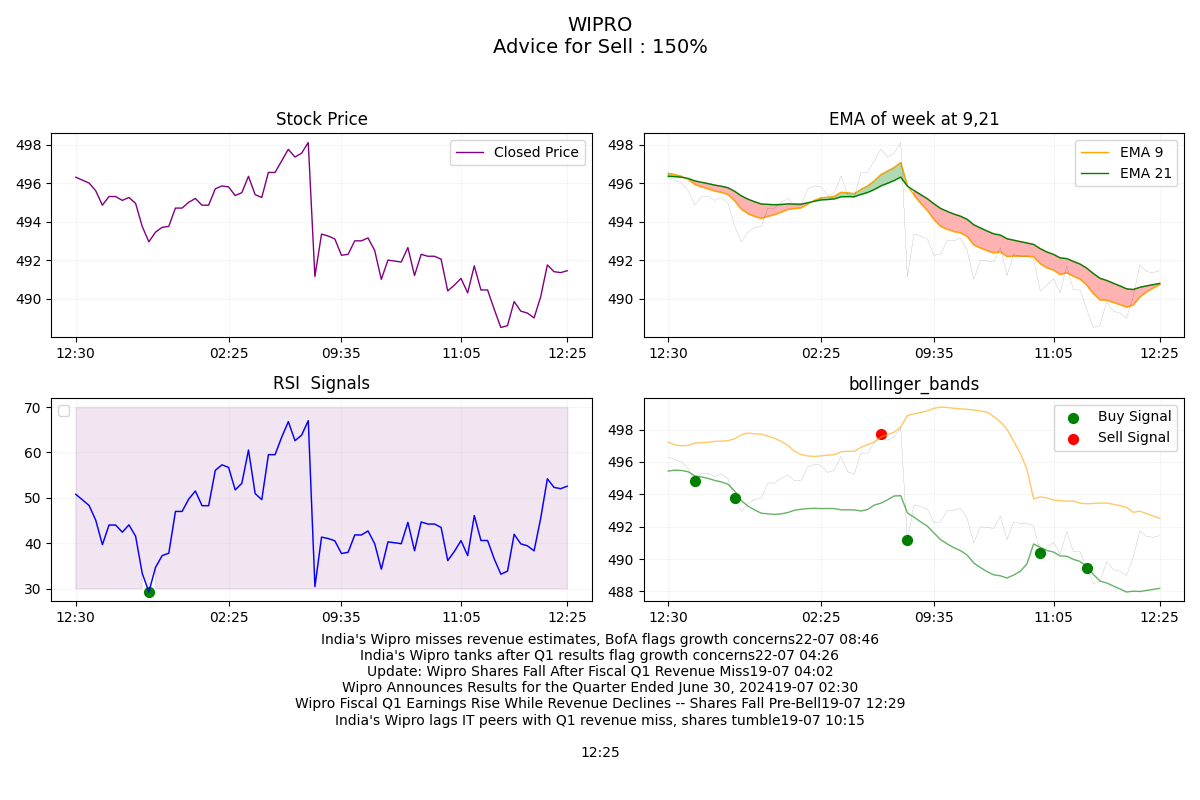 WIPRO
Advice for Sell : 150%
Stock Price
498
496
494
492
490
Closed Price
12:30
02:25
09:35
11:05
12:25
EMA of week at 9,21
498
496
494
492
490
EMA 9
EMA 21
12:30
02:25
09:35
11:05
12:25
RSI  Signals
70
60
50
40
30
12:30
02:25
09:35
11:05
12:25
bollinger_bands
498
496
494
492
490
488
Buy Signal
Sell Signal
12:30
02:25
09:35
11:05
12:25
India's Wipro misses revenue estimates, BofA flags growth concerns22-07 08:46
India's Wipro tanks after Q1 results flag growth concerns22-07 04:26
Update: Wipro Shares Fall After Fiscal Q1 Revenue Miss19-07 04:02
Wipro Announces Results for the Quarter Ended June 30, 202419-07 02:30
Wipro Fiscal Q1 Earnings Rise While Revenue Declines -- Shares Fall Pre-Bell19-07 12:29
India's Wipro lags IT peers with Q1 revenue miss, shares tumble19-07 10:15
12:25